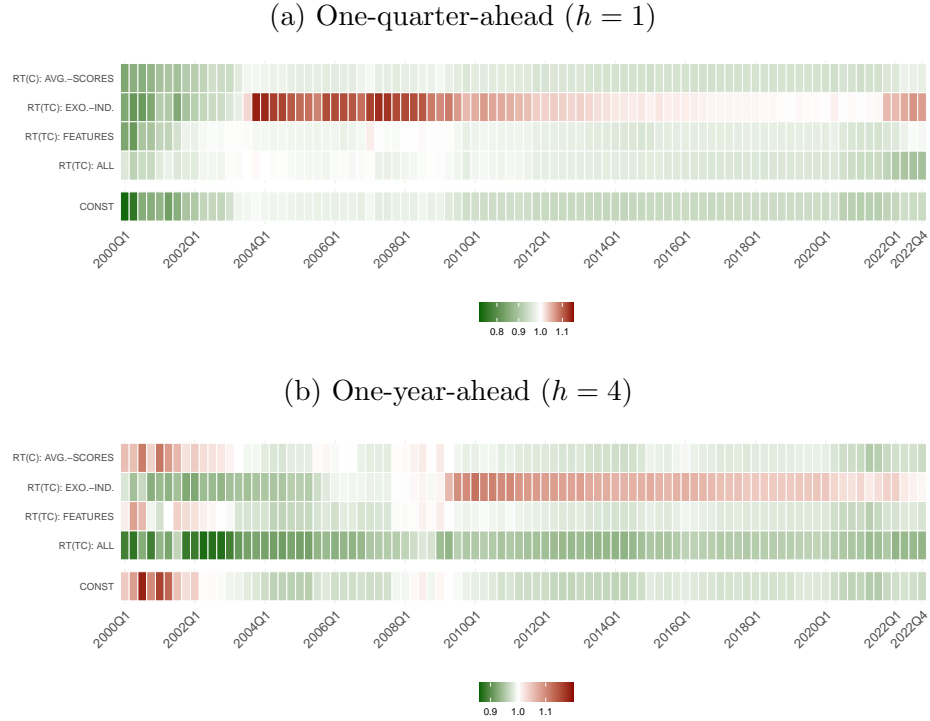 (a) One-quarter-ahead (h = 1)
RT(C): AVG.−SCORES
RT(TC): EXO.−IND.
RT(TC): FEATURES
RT(TC): ALL
CONST
2000Q1 2002Q1 2004Q1 2006Q1 2008Q1 2010Q1 2012Q1 2014Q1 2016Q1 2018Q1 2020Q1 2022Q1 2022Q4
0.8 0.9 1.0 1.1
(b) One-year-ahead (h = 4)
RT(C): AVG.−SCORES
RT(TC): EXO.−IND.
RT(TC): FEATURES
RT(TC): ALL
CONST
2000Q1 2002Q1 2004Q1 2006Q1 2008Q1 2010Q1 2012Q1 2014Q1 2016Q1 2018Q1 2020Q1 2022Q1 2022Q4
0.9 1.0 1.1